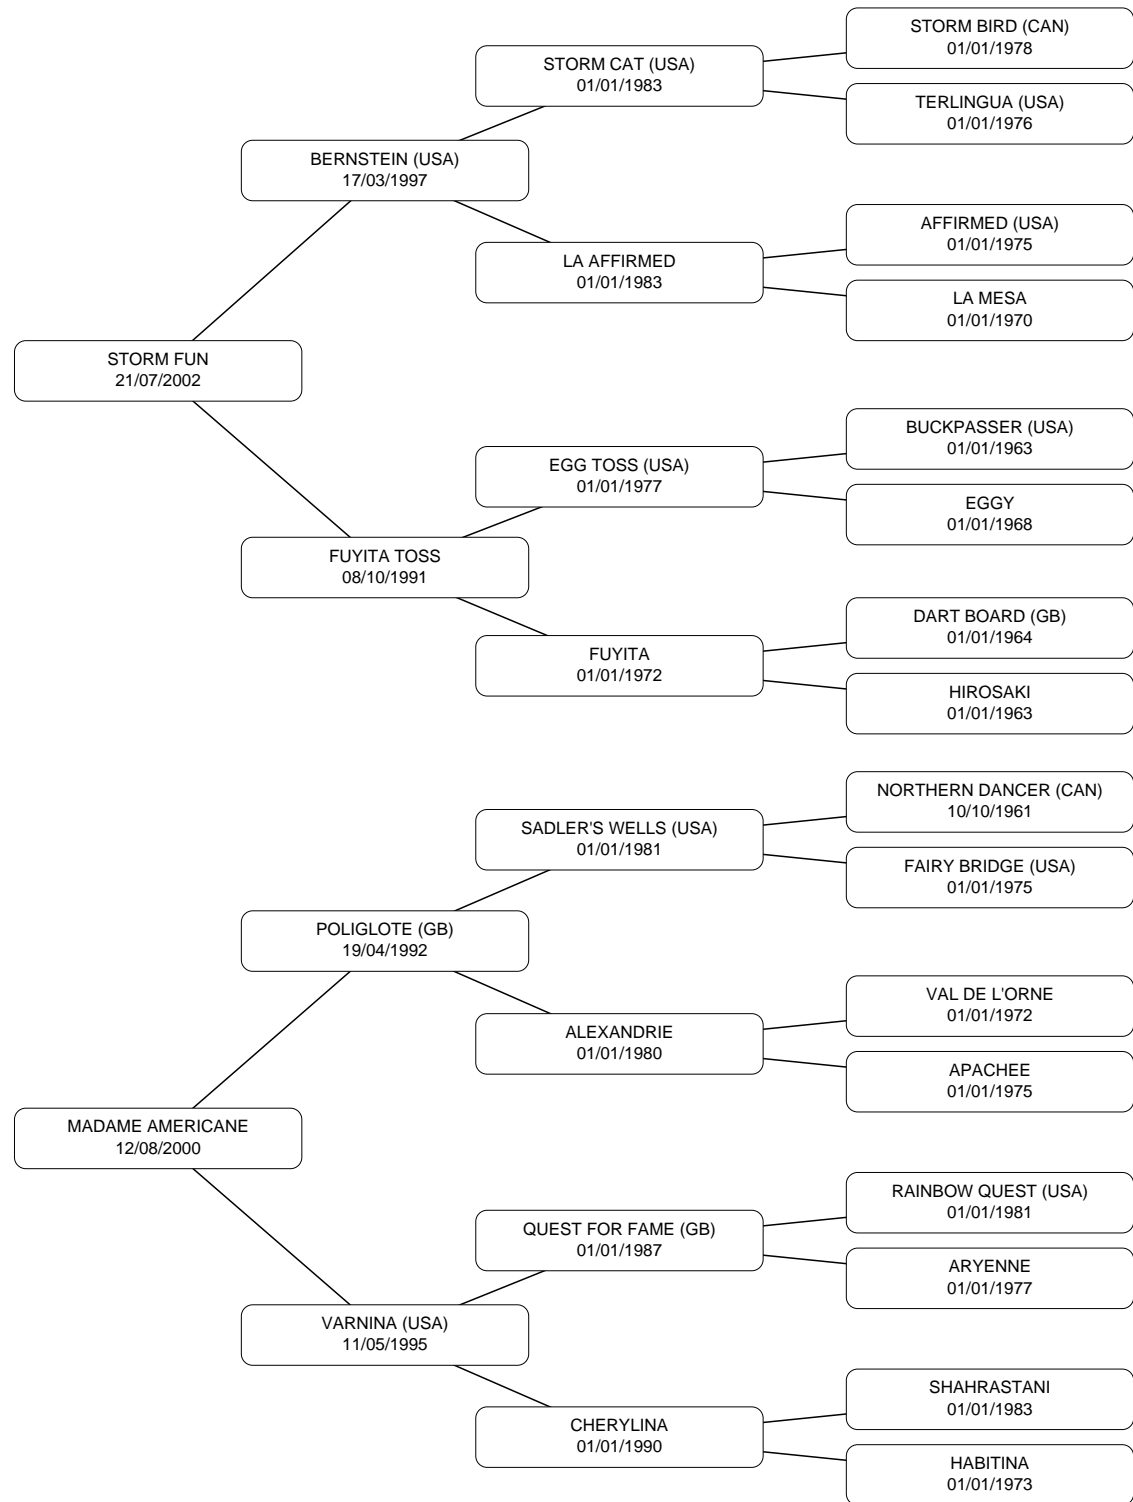 STORM BIRD (CAN)
01/01/1978
STORM CAT (USA)
01/01/1983
TERLINGUA (USA)
01/01/1976
BERNSTEIN (USA)
17/03/1997
AFFIRMED (USA)
01/01/1975
LA AFFIRMED
01/01/1983
LA MESA
01/01/1970
STORM FUN
21/07/2002
BUCKPASSER (USA)
01/01/1963
EGG TOSS (USA)
01/01/1977
EGGY
01/01/1968
FUYITA TOSS
08/10/1991
DART BOARD (GB)
01/01/1964
FUYITA
01/01/1972
HIROSAKI
01/01/1963
NORTHERN DANCER (CAN)
10/10/1961
SADLER'S WELLS (USA)
01/01/1981
FAIRY BRIDGE (USA)
01/01/1975
POLIGLOTE (GB)
19/04/1992
VAL DE L'ORNE
01/01/1972
ALEXANDRIE
01/01/1980
APACHEE
01/01/1975
MADAME AMERICANE
12/08/2000
RAINBOW QUEST (USA)
01/01/1981
QUEST FOR FAME (GB)
01/01/1987
ARYENNE
01/01/1977
VARNINA (USA)
11/05/1995
SHAHRASTANI
01/01/1983
CHERYLINA
01/01/1990
HABITINA
01/01/1973